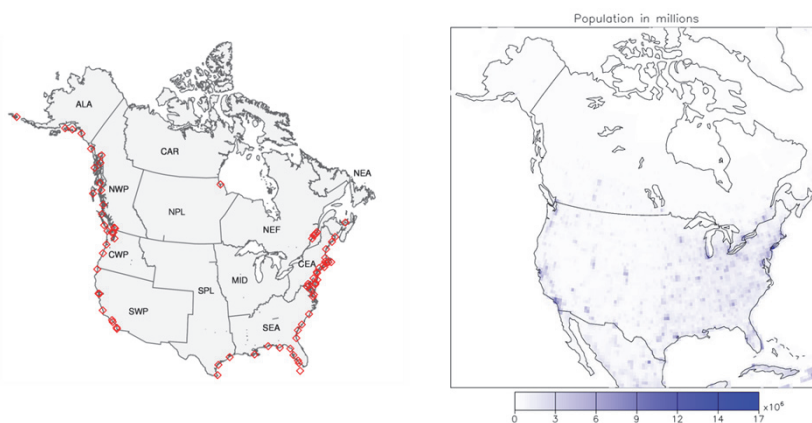 Population in millions
ALA
CAR
NEA
NWP
NPL
NEF
CWP
CEA
MID
SPL
SWP
SEA
×10⁶
0 3 6 9 12 14 17